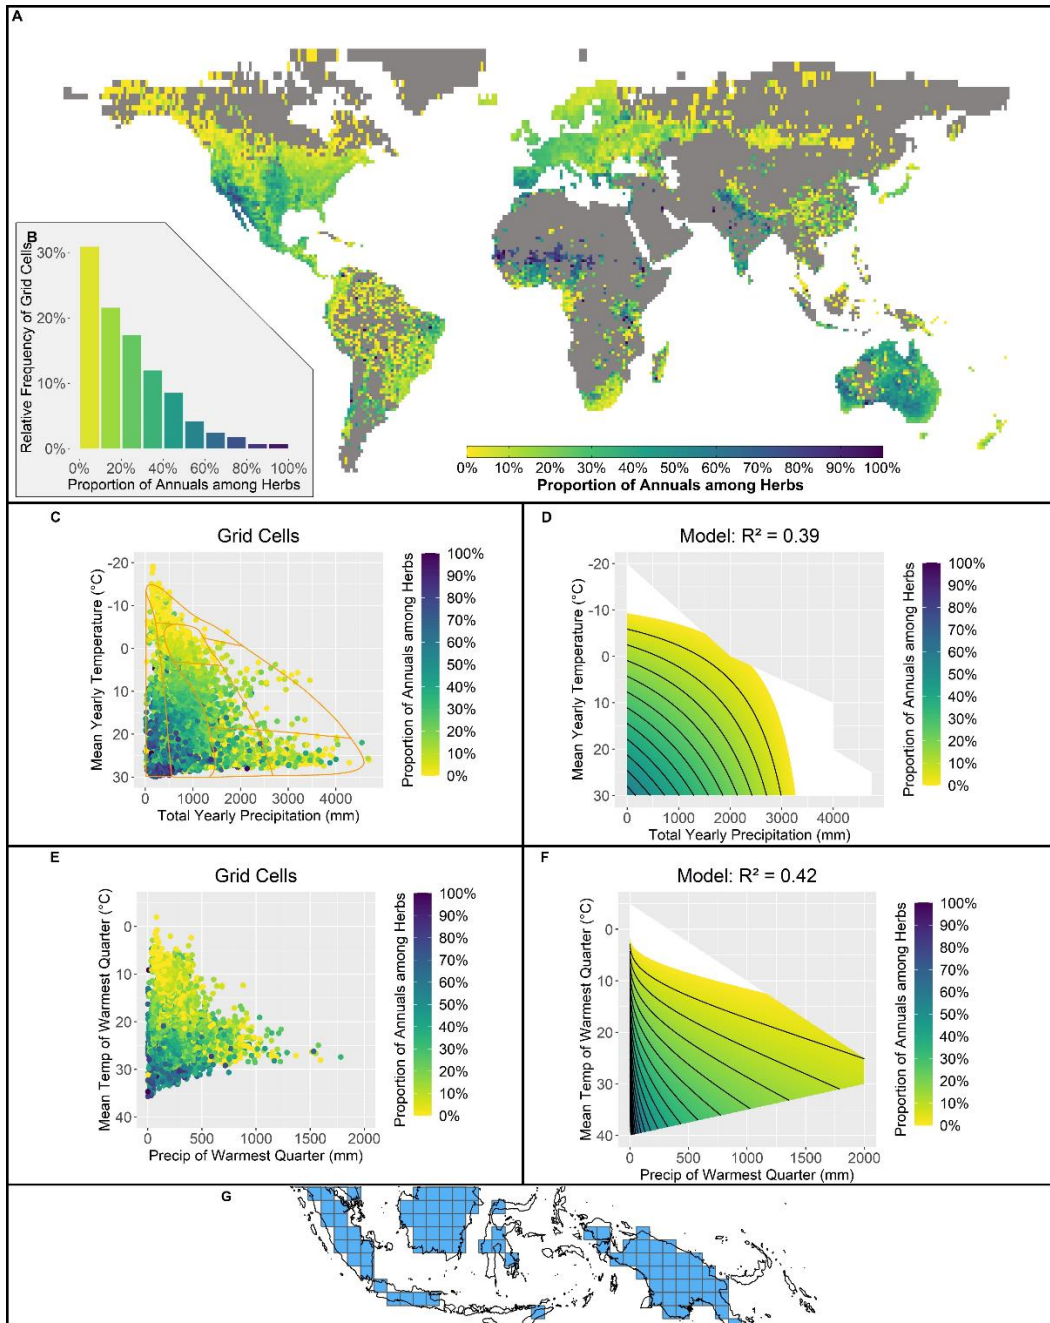 A
B
Relative Frequency of Grid Cells
30%
20%
10%
0%
0% 20% 40% 60% 80% 100%
Proportion of Annuals among Herbs
0% 10% 20% 30% 40% 50% 60% 70% 80% 90% 100%
Proportion of Annuals among Herbs
C
Grid Cells
Mean Yearly Temperature (°C)
-20
-10
0
10
20
30
0 1000 2000 3000 4000
Total Yearly Precipitation (mm)
Proportion of Annuals among Herbs
100%
90%
80%
70%
60%
50%
40%
30%
20%
10%
0%
D
Model: R² = 0.39
Mean Yearly Temperature (°C)
-20
-10
0
10
20
30
0 1000 2000 3000 4000
Total Yearly Precipitation (mm)
Proportion of Annuals among Herbs
100%
90%
80%
70%
60%
50%
40%
30%
20%
10%
0%
E
Grid Cells
Mean Temp of Warmest Quarter (°C)
0
10
20
30
40
0 500 1000 1500 2000
Precip of Warmest Quarter (mm)
Proportion of Annuals among Herbs
100%
90%
80%
70%
60%
50%
40%
30%
20%
10%
0%
F
Model: R² = 0.42
Mean Temp of Warmest Quarter (°C)
0
10
20
30
40
0 500 1000 1500 2000
Precip of Warmest Quarter (mm)
Proportion of Annuals among Herbs
100%
90%
80%
70%
60%
50%
40%
30%
20%
10%
0%
G